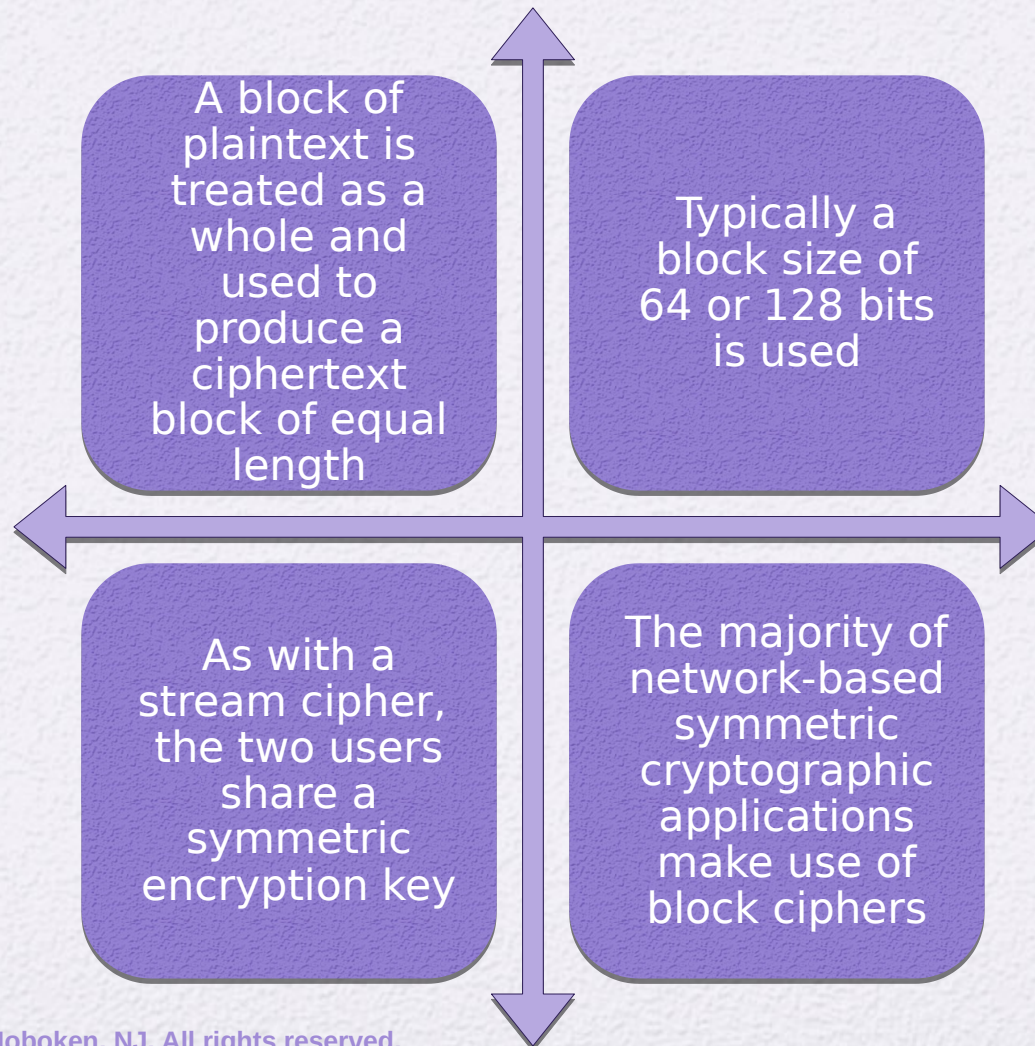 A block of
plaintext is
treated as a
whole and
used to
produce a
ciphertext
block of equal
length
Typically a
block size of
64 or 128 bits
is used
As with a
stream cipher,
the two users
share a
symmetric
encryption key
The majority of
network-based
symmetric
cryptographic
applications
make use of
block ciphers
Hoboken, NJ. All rights reserved.